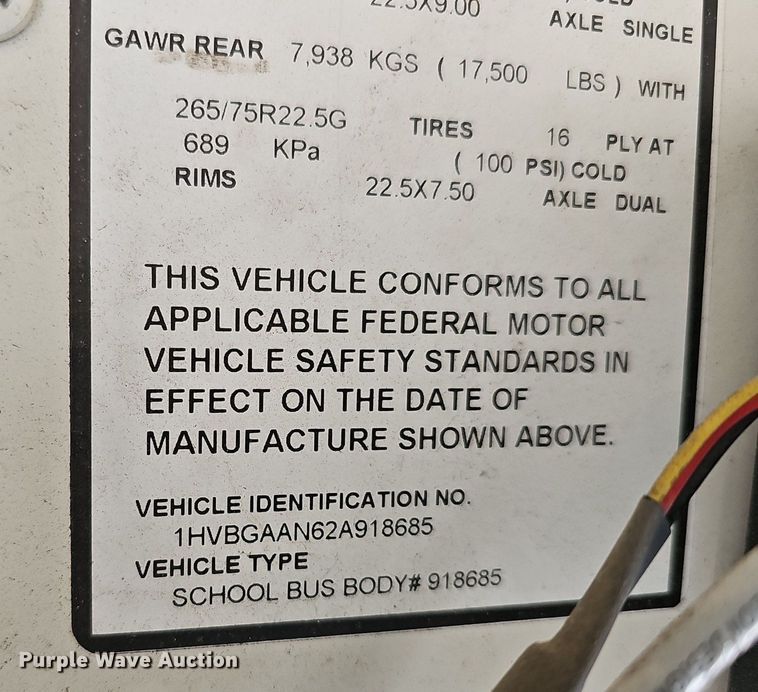 22.5X9.00
AXLE SINGLE
GAWR REAR 7,938 KGS ( 17,500 LBS ) WITH
265/75R22.5G TIRES 16 PLY AT
689 KPa ( 100 PSI) COLD
RIMS 22.5X7.50 AXLE DUAL
THIS VEHICLE CONFORMS TO ALL
APPLICABLE FEDERAL MOTOR
VEHICLE SAFETY STANDARDS IN
EFFECT ON THE DATE OF
MANUFACTURE SHOWN ABOVE.
VEHICLE IDENTIFICATION NO.
1HVBGAAN62A918685
VEHICLE TYPE
SCHOOL BUS BODY# 918685
Purple Wave Auction